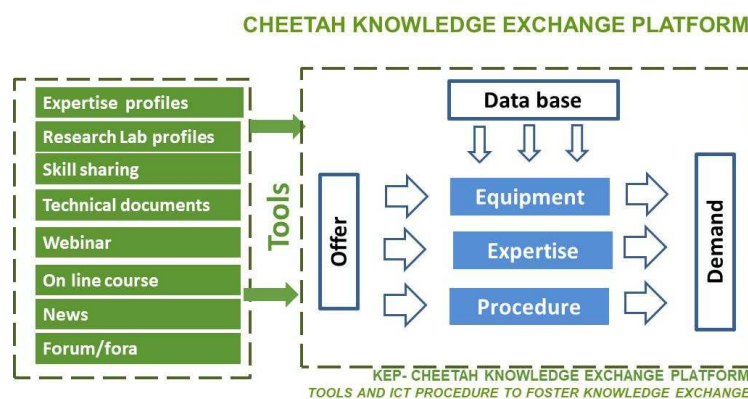 CHEETAH KNOWLEDGE EXCHANGE PLATFORM
Expertise profiles
Research Lab profiles
Skill sharing
Technical documents
Webinar
On line course
News
Forum/fora
Tools
Offer
Data base
Equipment
Expertise
Procedure
Demand
KEP- CHEETAH KNOWLEDGE EXCHANGE PLATFORM
TOOLS AND ICT PROCEDURE TO FOSTER KNOWLEDGE EXCHANGE